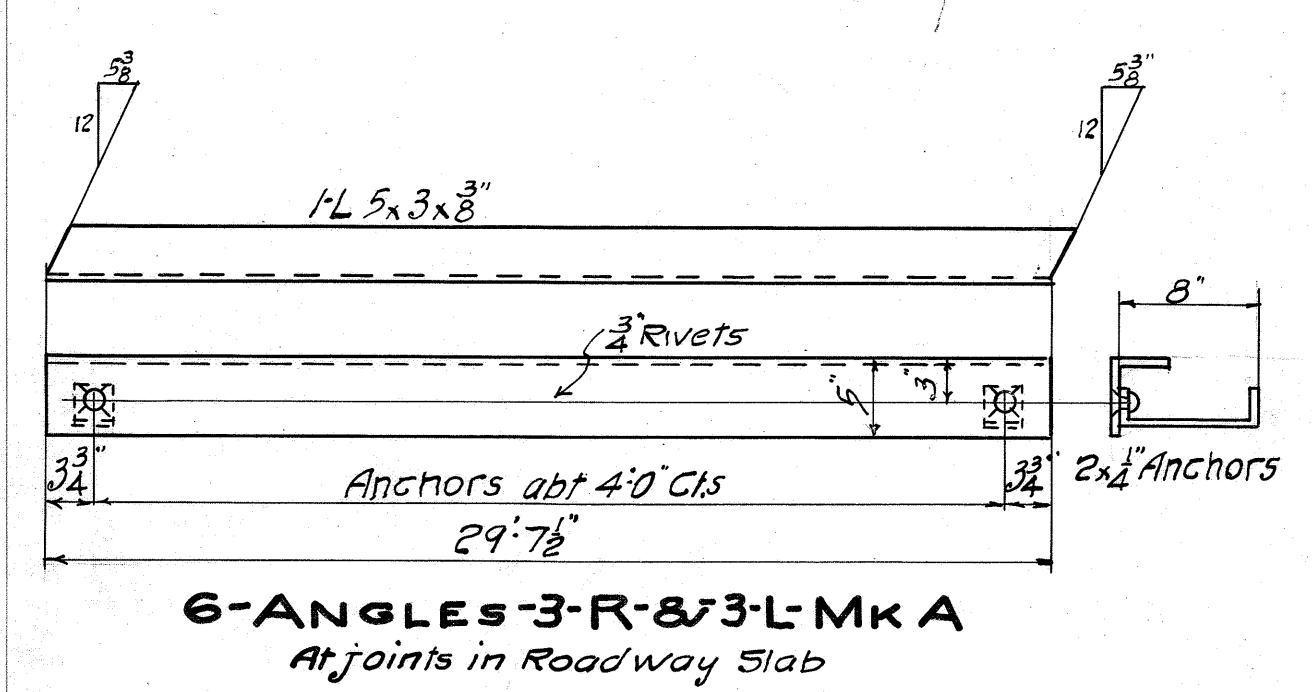 5 3/8
12
5 3/8"
12
1-L 5x3x3/8"
8"
3/4" Rivets
5"
3"
3 3/4"
Anchors abt 4'-0" Cts
3 3/4"
2x1/4" Anchors
29'-7 1/2"
6-ANGLES-3-R-&-3-L-MK A
At joints in Roadway Slab